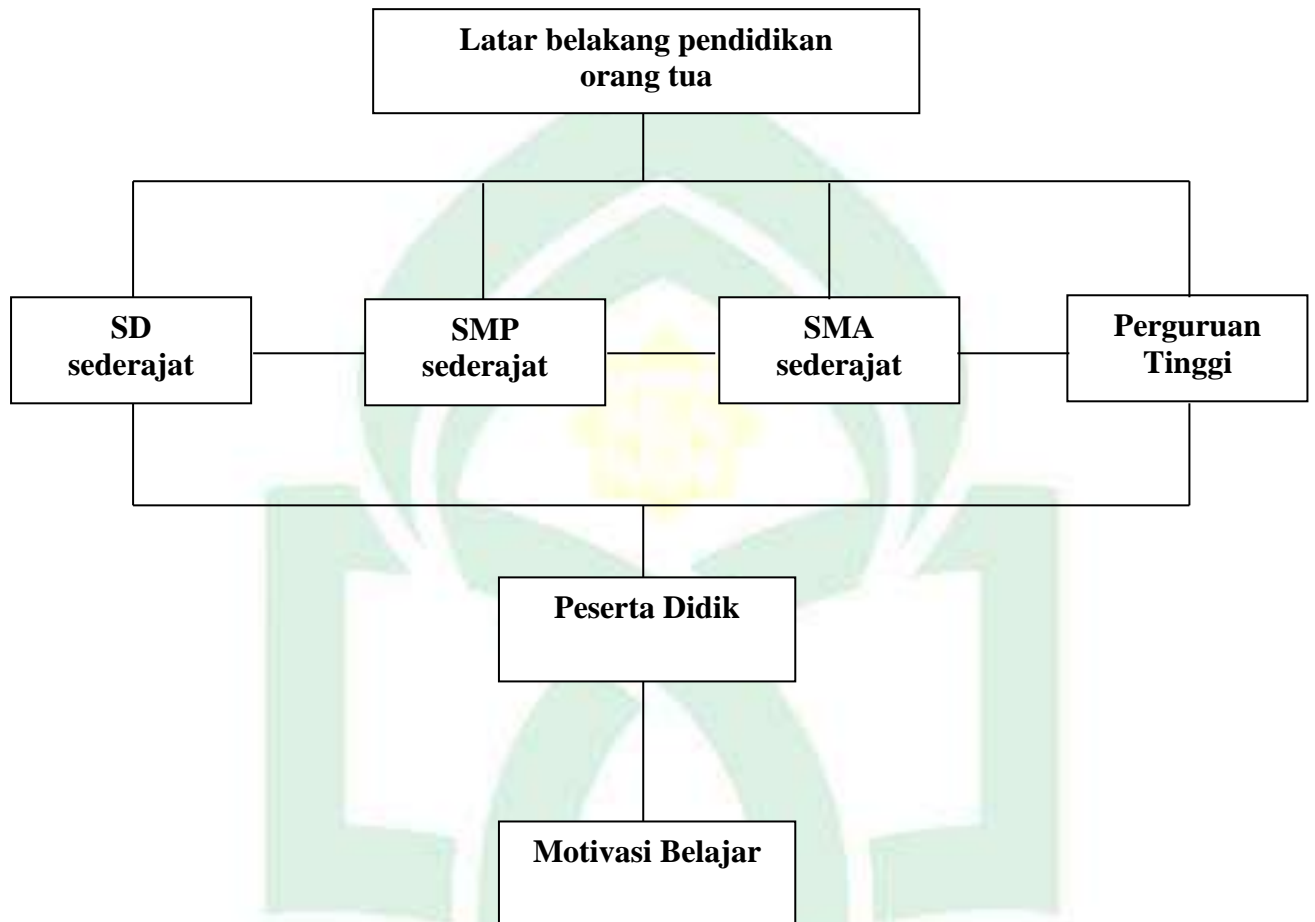 Latar belakang pendidikan
orang tua
SD
sederajat
SMP
sederajat
SMA
sederajat
Perguruan
Tinggi
Peserta Didik
Motivasi Belajar